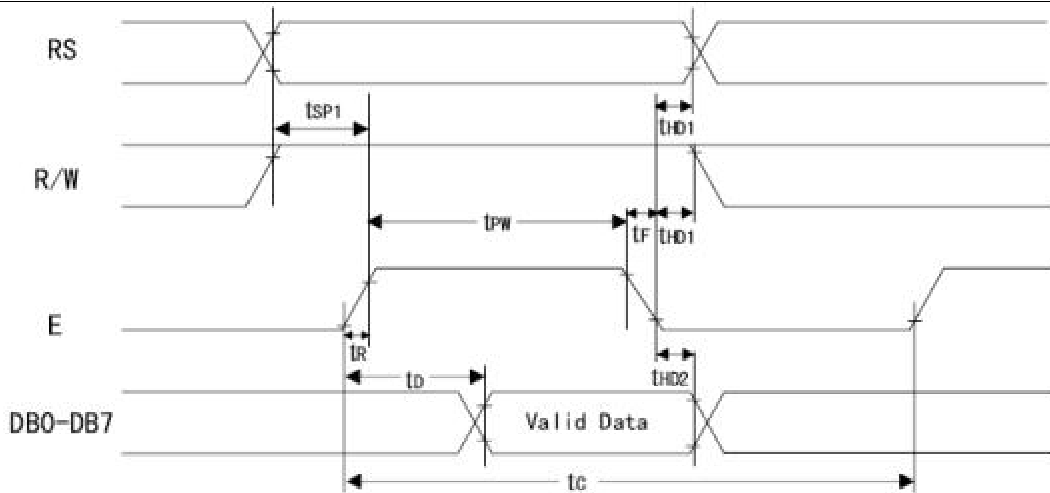 RS
tSP1
tHD1
R/W
tPW
tF tHD1
E
tR
tD
tHD2
DB0-DB7
Valid Data
tC